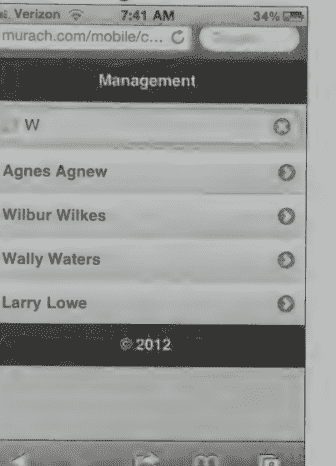 Verizon 7:41 AM 34%
murach.com/mobile/c...
Management
W
Agnes Agnew
Wilbur Wilkes
Wally Waters
Larry Lowe
© 2012